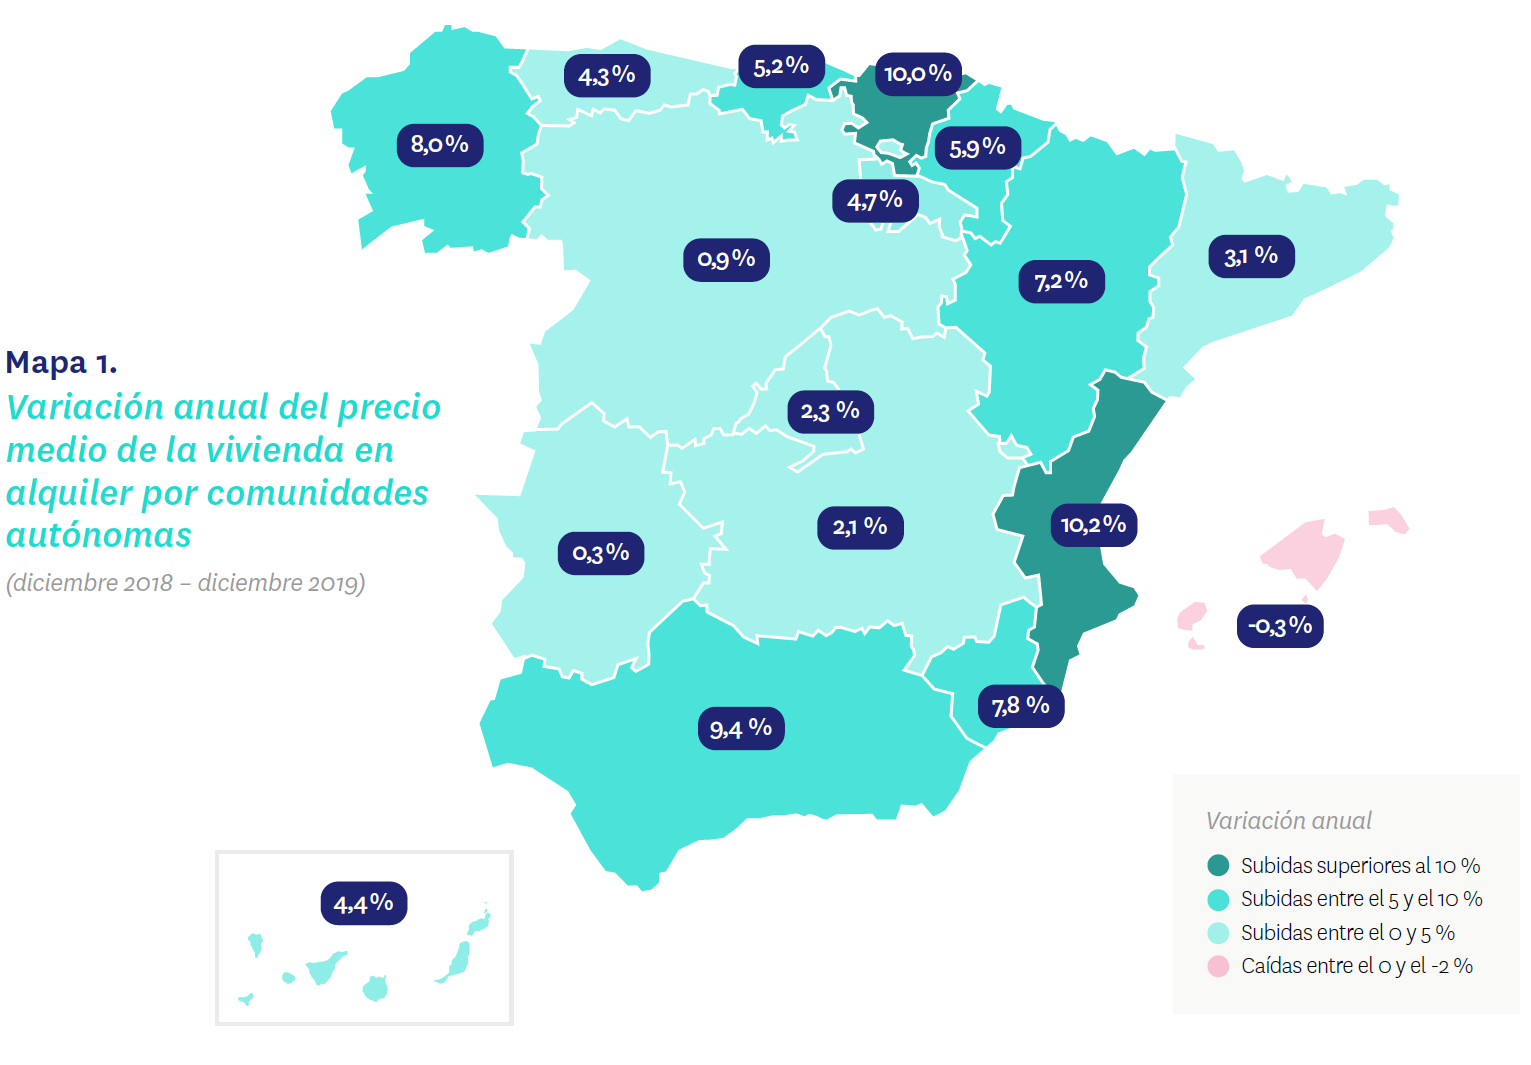 4,3 %
5,2 %
10,0 %
8,0 %
5,9 %
4,7 %
0,9 %
7,2 %
3,1 %
Mapa 1.
Variación anual del precio
medio de la vivienda en
alquiler por comunidades
autónomas
(diciembre 2018 – diciembre 2019)
2,3 %
2,1 %
10,2 %
0,3 %
-0,3 %
7,8 %
9,4 %
4,4 %
Variación anual
Subidas superiores al 10 %
Subidas entre el 5 y el 10 %
Subidas entre el 0 y 5 %
Caídas entre el 0 y el -2 %